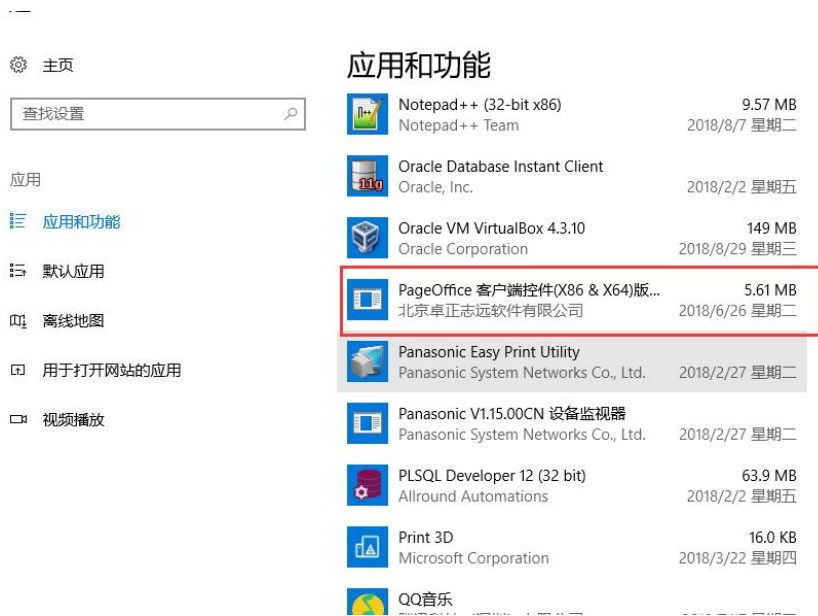 主页
查找设置
应用
应用和功能
默认应用
离线地图
用于打开网站的应用
视频播放
应用和功能
Notepad++ (32-bit x86)
9.57 MB
Notepad++ Team
2018/8/7 星期二
Oracle Database Instant Client
Oracle, Inc.
2018/2/2 星期五
11g
Oracle VM VirtualBox 4.3.10
149 MB
Oracle Corporation
2018/8/29 星期三
PageOffice 客户端控件(X86 & X64)版...
5.61 MB
北京卓正志远软件有限公司
2018/6/26 星期二
Panasonic Easy Print Utility
Panasonic System Networks Co., Ltd.
2018/2/27 星期二
Panasonic V1.15.00CN 设备监视器
Panasonic System Networks Co., Ltd.
2018/2/27 星期二
PLSQL Developer 12 (32 bit)
63.9 MB
Allround Automations
2018/2/2 星期五
Print 3D
16.0 KB
Microsoft Corporation
2018/3/22 星期四
QQ音乐